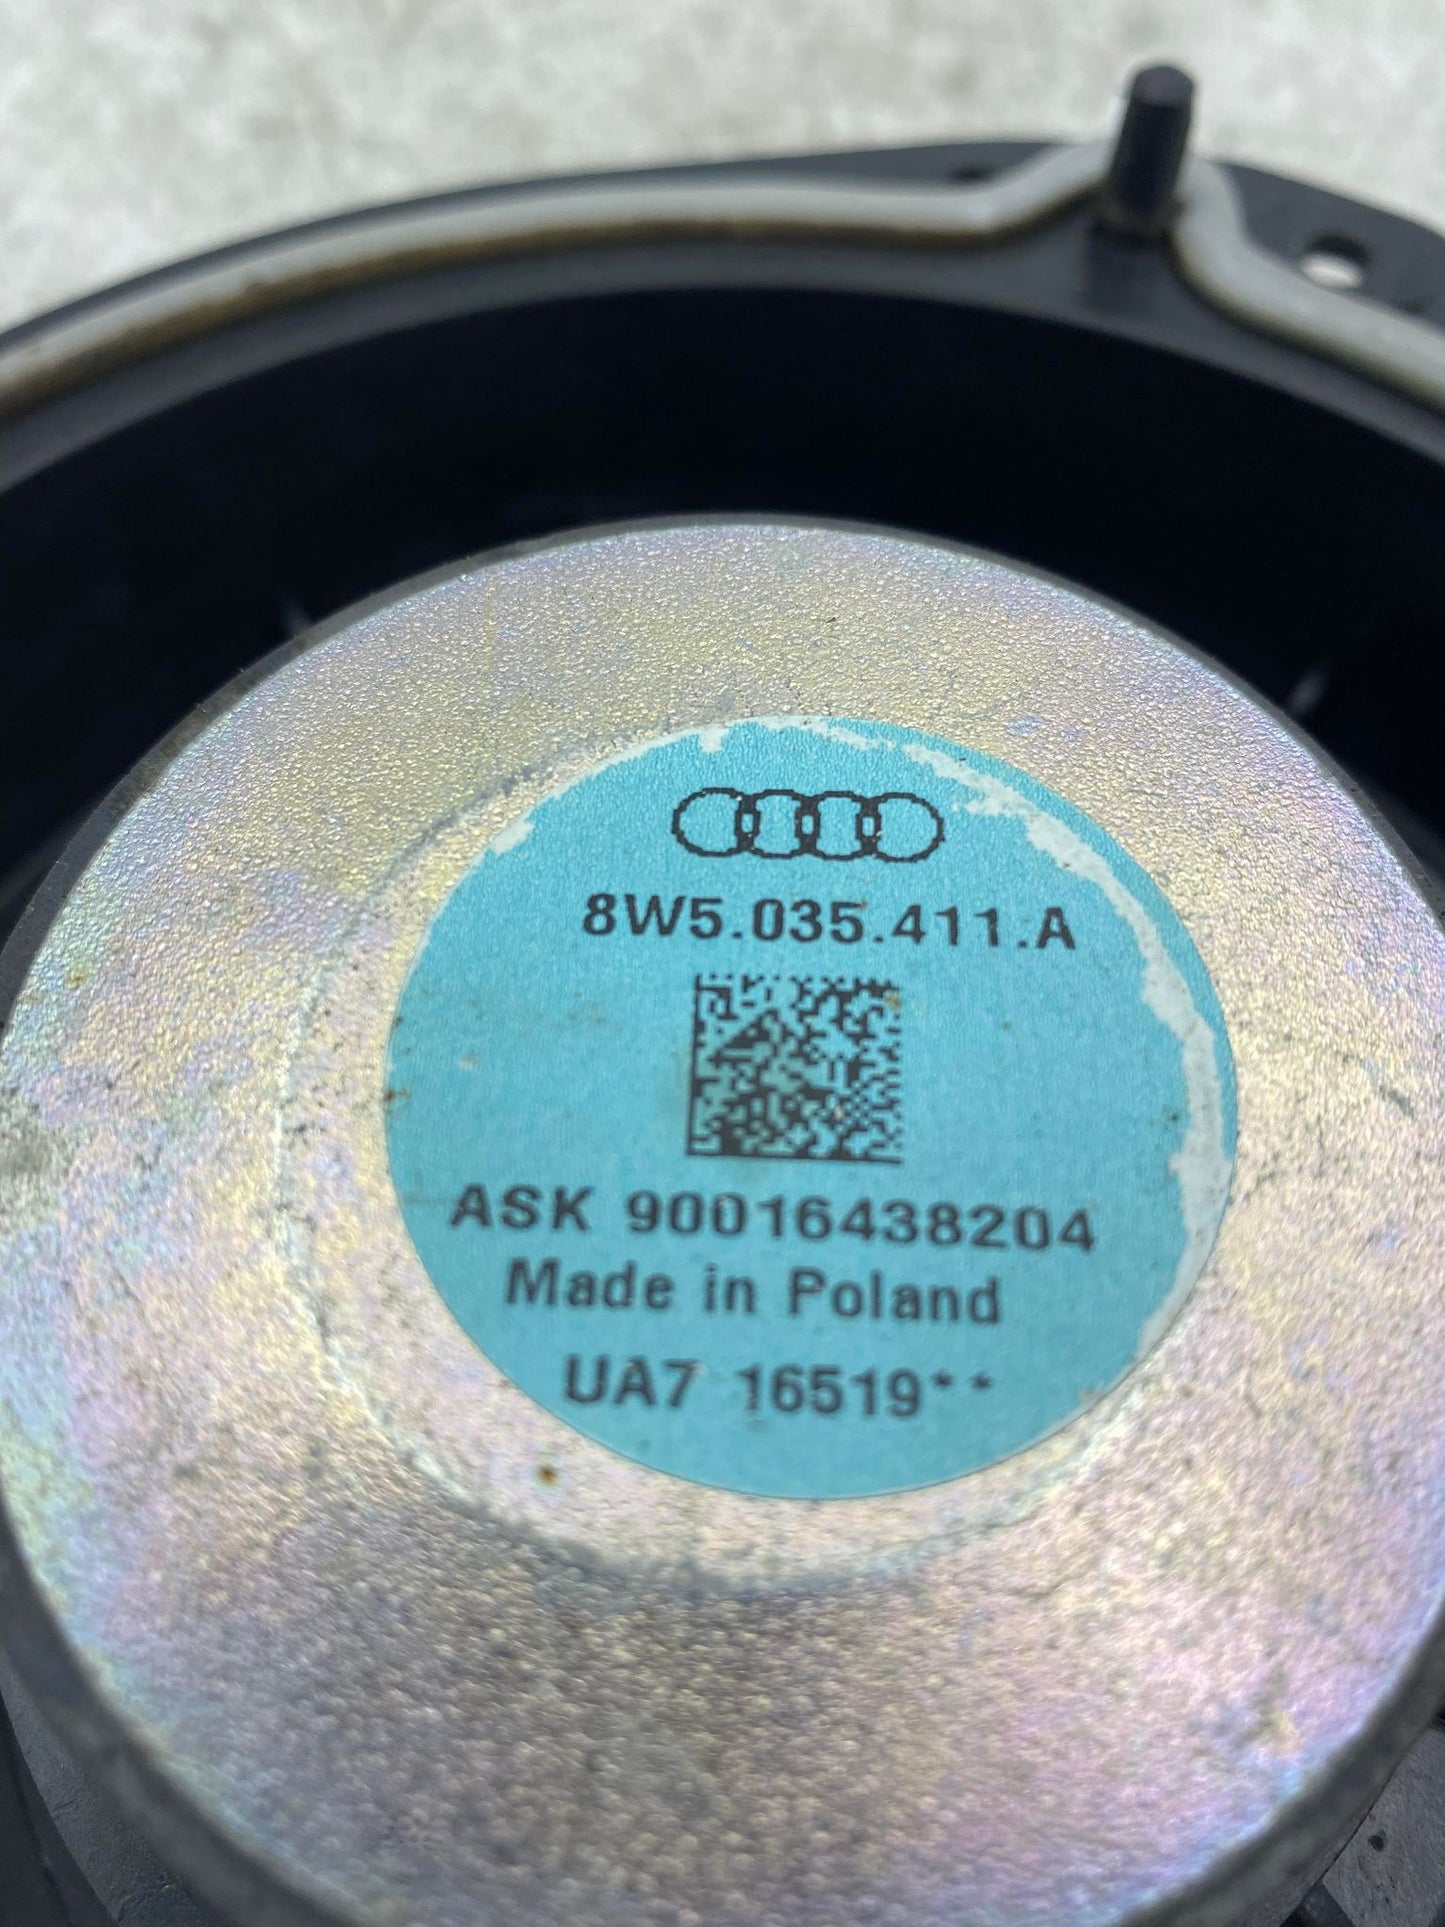 8W5.035.411.A
ASK 90016438204
Made in Poland
UA7 16519**